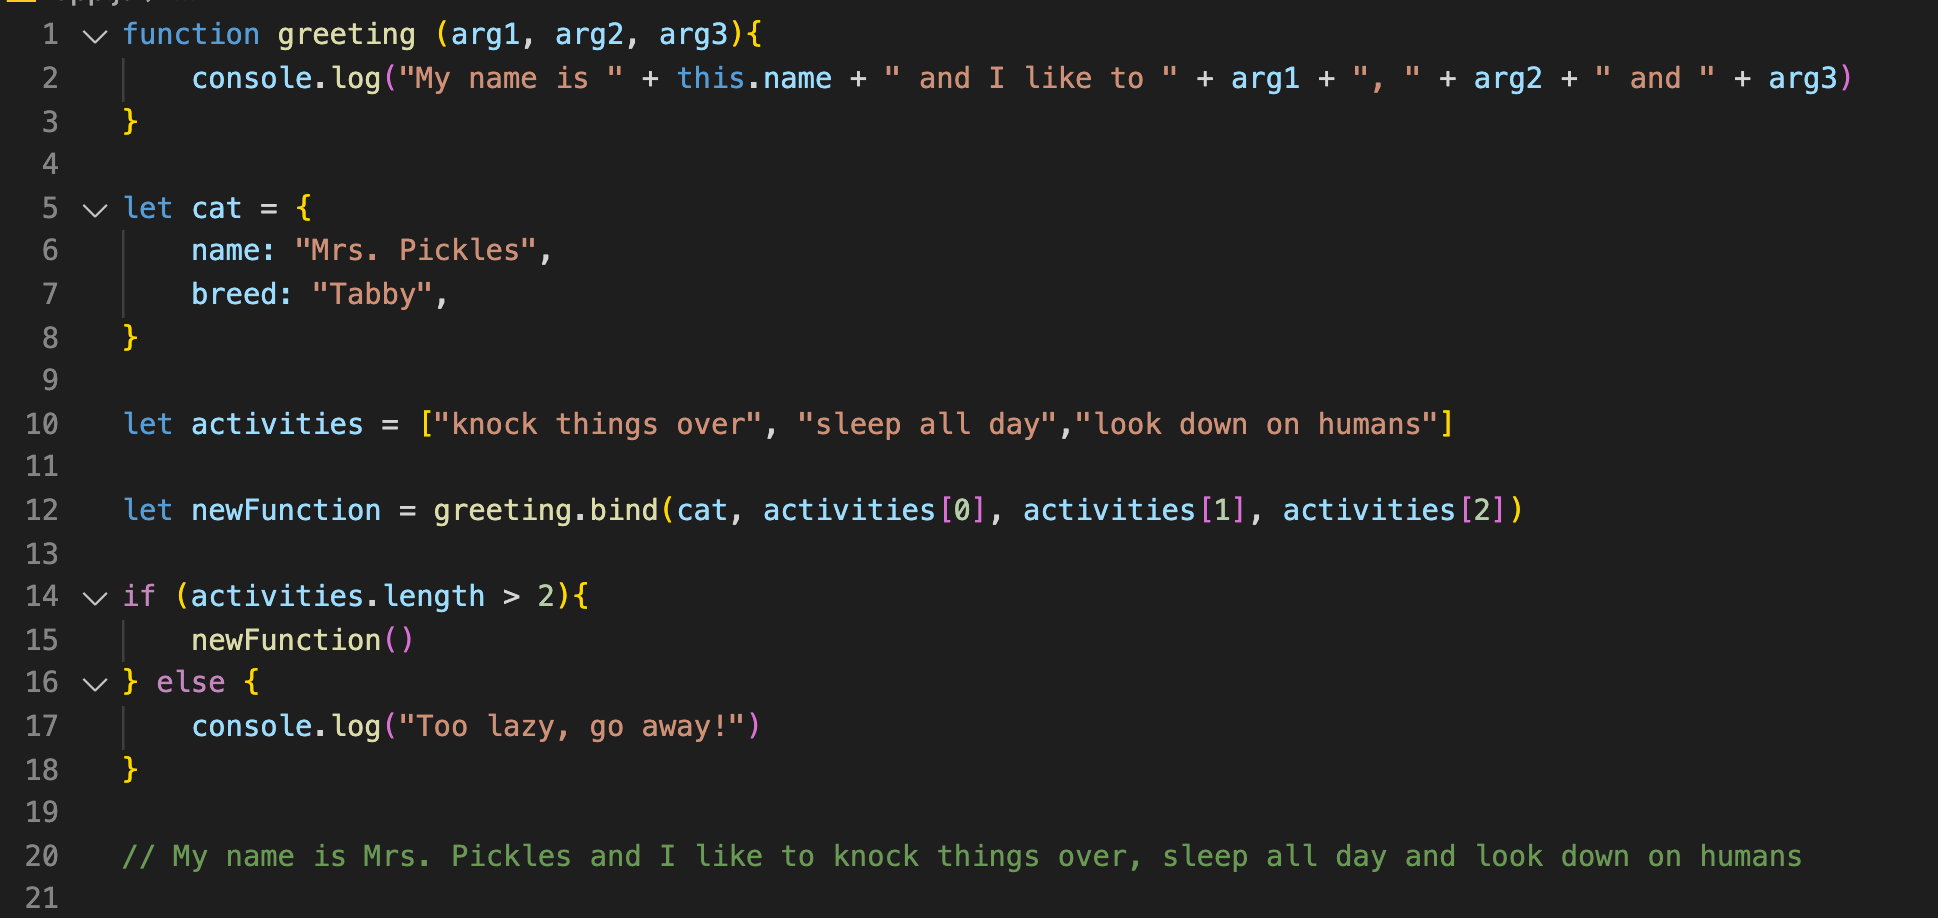 1 function greeting (arg1, arg2, arg3){
2     console.log("My name is " + this.name + " and I like to " + arg1 + ", " + arg2 + " and " + arg3)
3 }
4
5 let cat = {
6     name: "Mrs. Pickles",
7     breed: "Tabby",
8 }
9
10 let activities = ["knock things over", "sleep all day","look down on humans"]
11
12 let newFunction = greeting.bind(cat, activities[0], activities[1], activities[2])
13
14 if (activities.length > 2){
15     newFunction()
16 } else {
17     console.log("Too lazy, go away!")
18 }
19
20 // My name is Mrs. Pickles and I like to knock things over, sleep all day and look down on humans
21